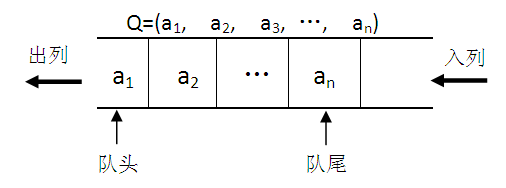 Q=(a1, a2, a3, …, an)
出列 a1 a2 … an 入列
队头 队尾